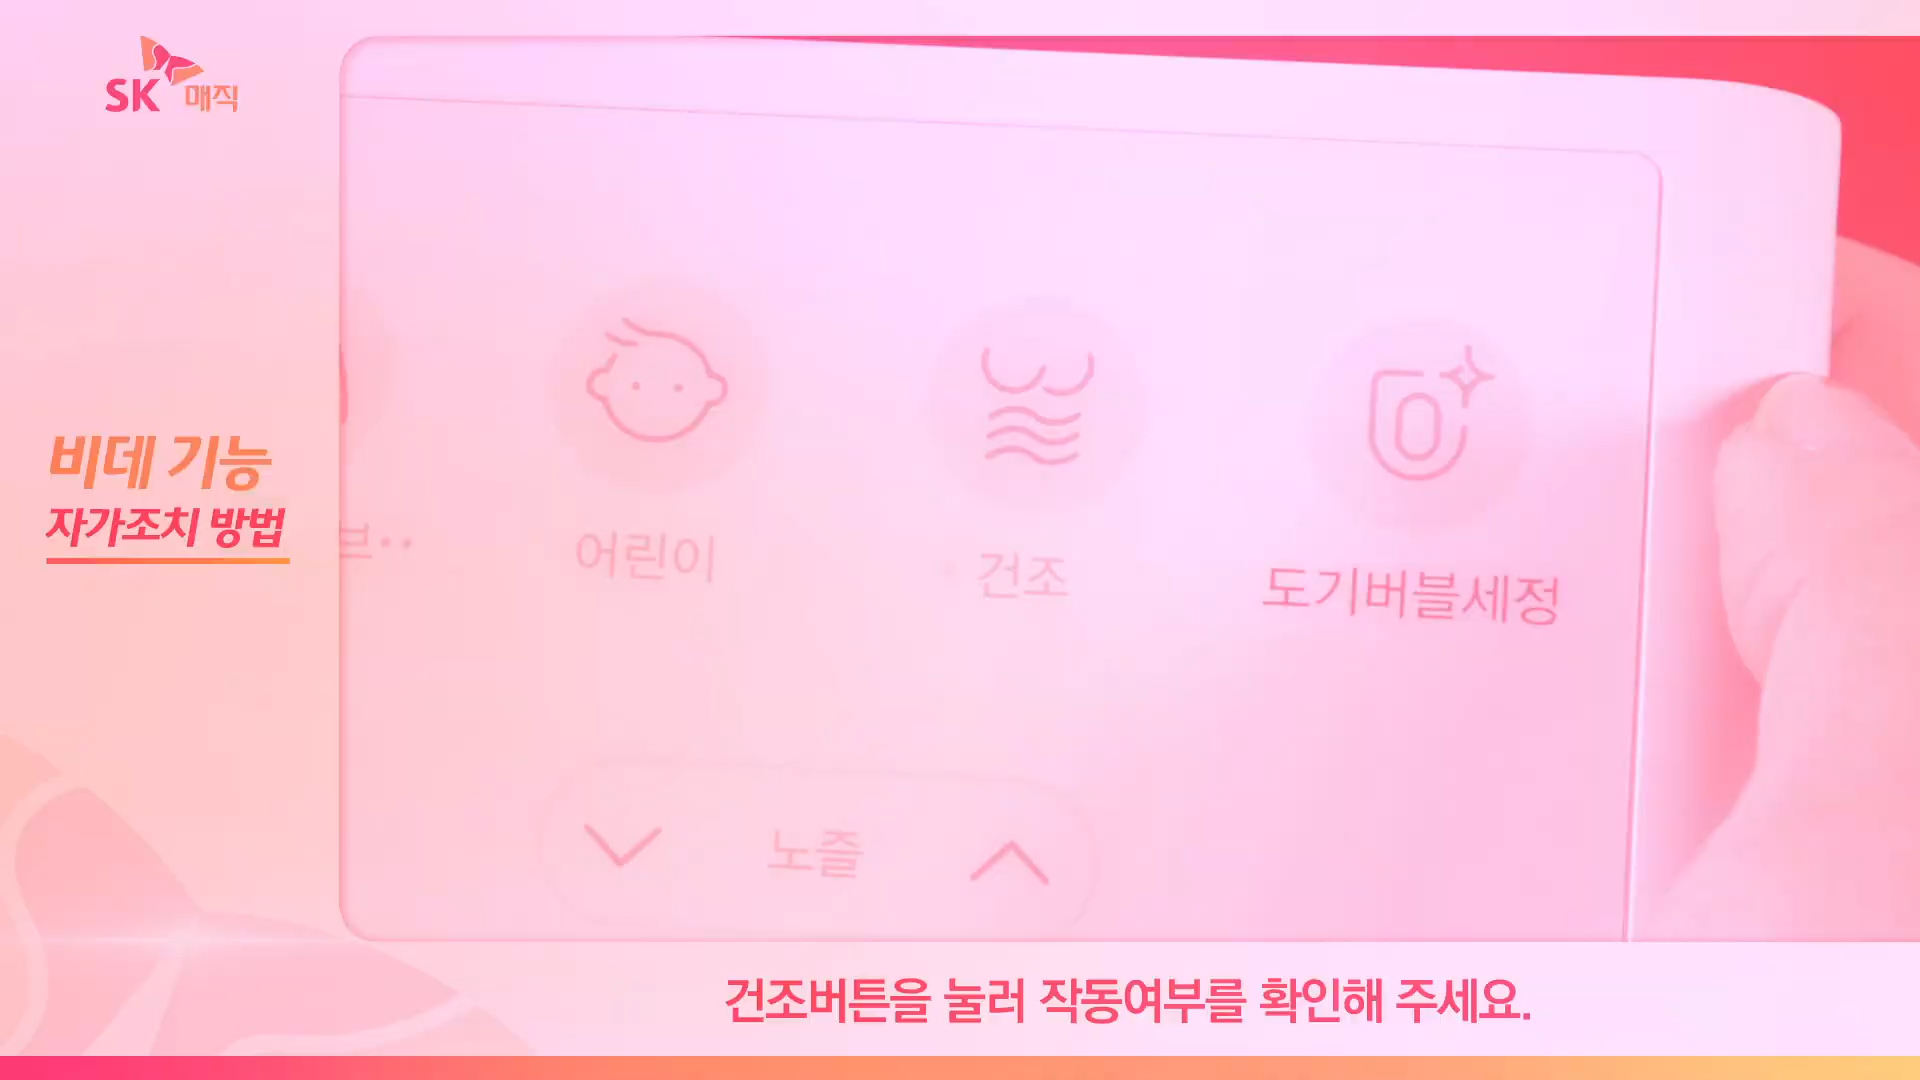 SK 매직
비데 기능
자가조치 방법
브··
어린이
건조
도기버블세정
노즐
건조버튼을 눌러 작동여부를 확인해 주세요.